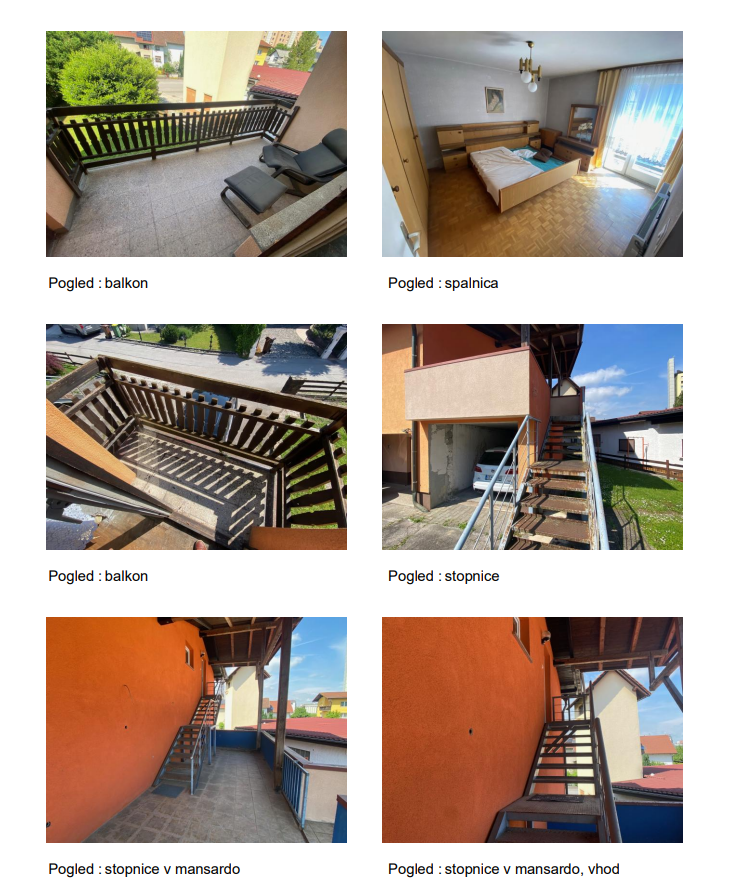 Pogled : balkon
Pogled : spalnica
Pogled : balkon
Pogled : stopnice
Pogled : stopnice v mansardo
Pogled : stopnice v mansardo, vhod